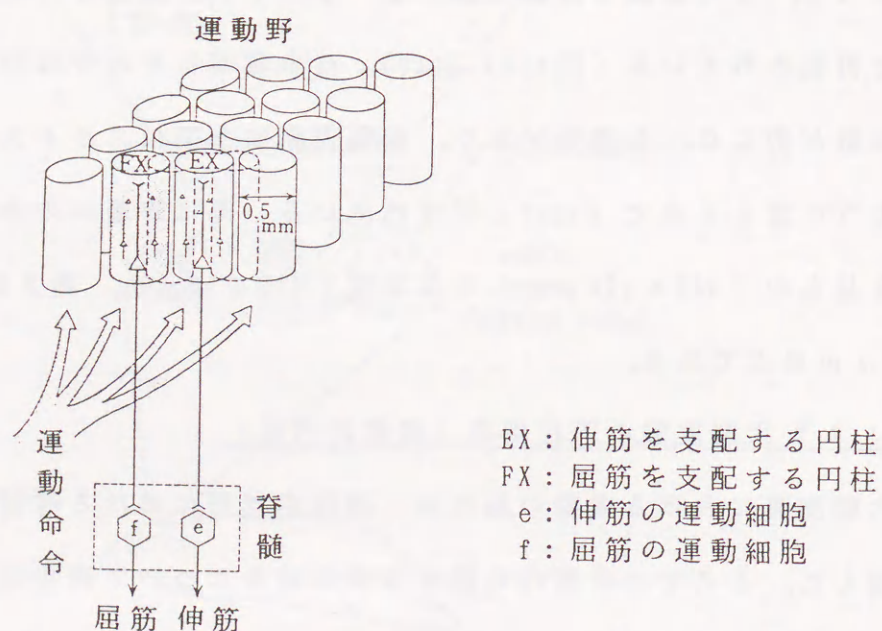 運動野
FX EX
0.5
mm
運動命令
f e
脊髄
屈筋 伸筋
EX：伸筋を支配する円柱
FX：屈筋を支配する円柱
e：伸筋の運動細胞
f：屈筋の運動細胞